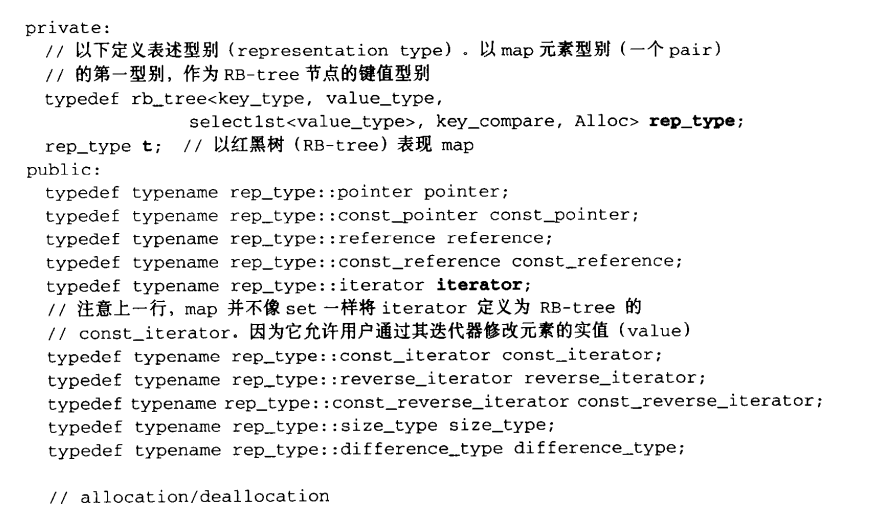 private:
// 以下定义表述型别（representation type）。以 map 元素型别（一个 pair）
// 的第一型别，作为 RB-tree 节点的键值型别
typedef rb_tree<key_type, value_type,
select1st<value_type>, key_compare, Alloc> rep_type;
rep_type t; // 以红黑树（RB-tree）表现 map
public:
typedef typename rep_type::pointer pointer;
typedef typename rep_type::const_pointer const_pointer;
typedef typename rep_type::reference reference;
typedef typename rep_type::const_reference const_reference;
typedef typename rep_type::iterator iterator;
// 注意上一行，map 并不像 set 一样将 iterator 定义为 RB-tree 的
// const_iterator。因为它允许用户通过其迭代器修改元素的实值（value）
typedef typename rep_type::const_iterator const_iterator;
typedef typename rep_type::reverse_iterator reverse_iterator;
typedef typename rep_type::const_reverse_iterator const_reverse_iterator;
typedef typename rep_type::size_type size_type;
typedef typename rep_type::difference_type difference_type;
// allocation/deallocation